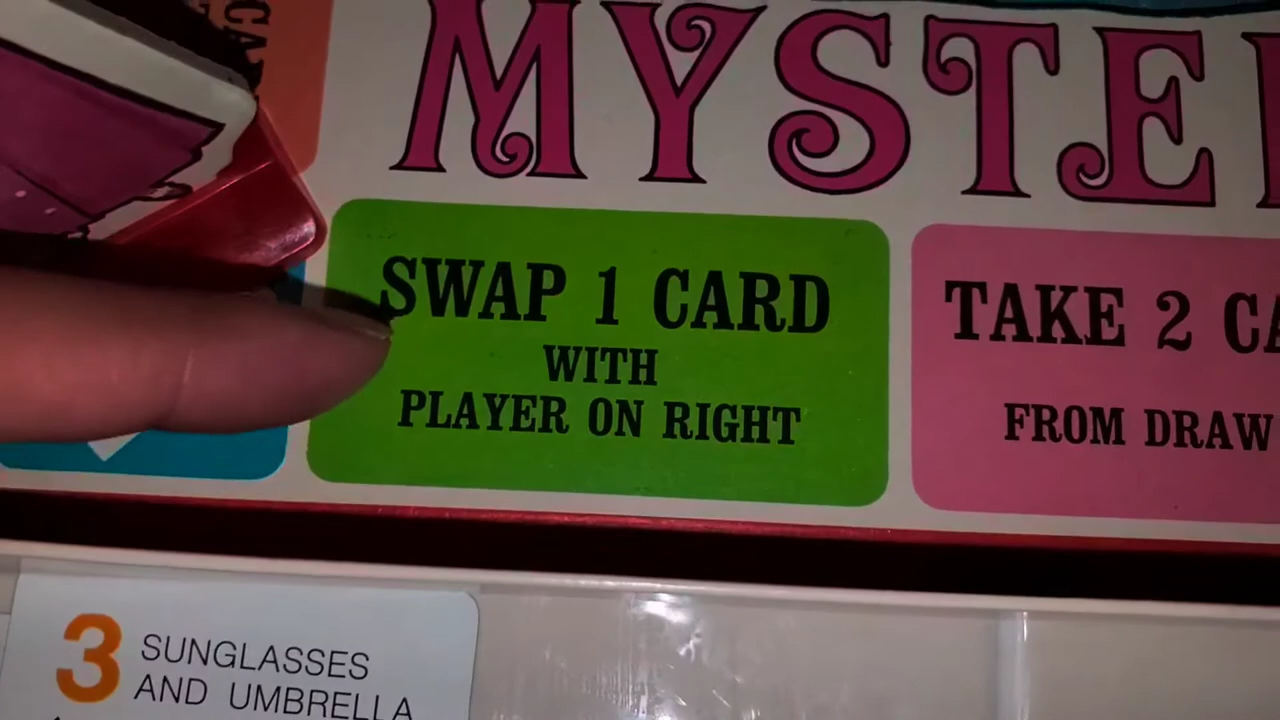 MYSTE
SWAP 1 CARD
WITH
PLAYER ON RIGHT
TAKE 2 CA
FROM DRAW
3 SUNGLASSES
AND UMBRELLA